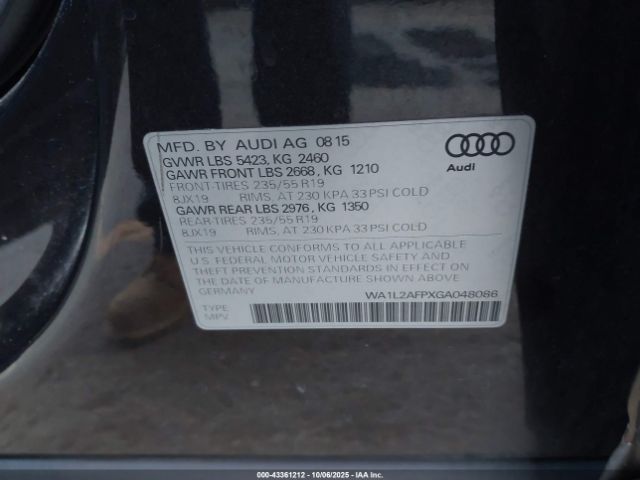 MFD. BY AUDI AG 08 15
GVWR LBS 5423, KG 2460
GAWR FRONT LBS 2668, KG 1210
FRONT-TIRES 235/55 R19
8JX19 RIMS, AT 230 KPA 33 PSI COLD
GAWR REAR LBS 2976, KG 1350
REAR-TIRES 235/55 R19
8JX19 RIMS, AT 230 KPA 33 PSI COLD
Audi
THIS VEHICLE CONFORMS TO ALL APPLICABLE
U.S. FEDERAL MOTOR VEHICLE SAFETY AND
THEFT PREVENTION STANDARDS IN EFFECT ON
THE DATE OF MANUFACTURE SHOWN ABOVE.
(GERMANY) WA1L2AFPXGA048086
TYPE
MPV
000-43361212 - 10/06/2025 - IAA Inc.